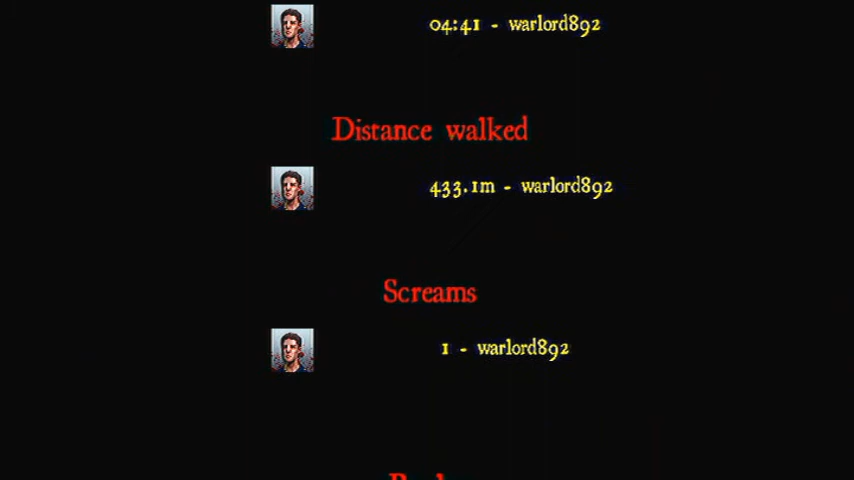 04:41 - warlord892
Distance walked
433.1m - warlord892
Screams
1 - warlord892